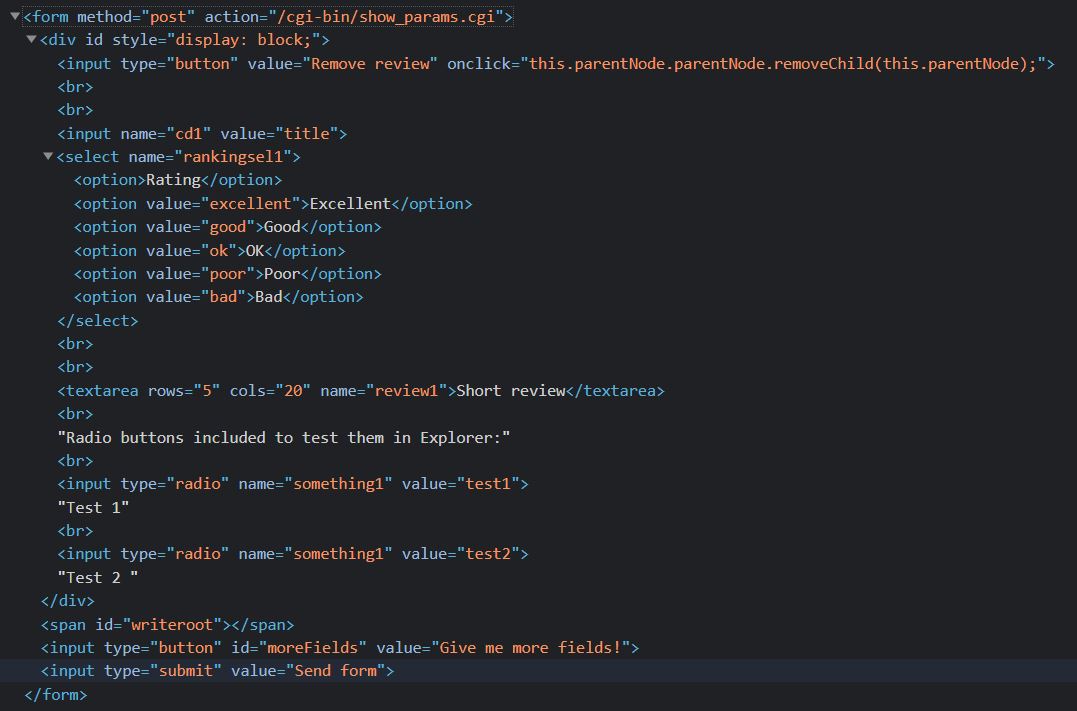 <form method="post" action="/cgi-bin/show_params.cgi">
<div id style="display: block;">
<input type="button" value="Remove review" onclick="this.parentNode.parentNode.removeChild(this.parentNode);">
<br>
<br>
<input name="cd1" value="title">
<select name="rankingsel1">
<option>Rating</option>
<option value="excellent">Excellent</option>
<option value="good">Good</option>
<option value="ok">OK</option>
<option value="poor">Poor</option>
<option value="bad">Bad</option>
</select>
<br>
<br>
<textarea rows="5" cols="20" name="review1">Short review</textarea>
<br>
"Radio buttons included to test them in Explorer:"
<br>
<input type="radio" name="something1" value="test1">
"Test 1"
<br>
<input type="radio" name="something1" value="test2">
"Test 2 "
</div>
<span id="writeroot"></span>
<input type="button" id="moreFields" value="Give me more fields!">
<input type="submit" value="Send form">
</form>